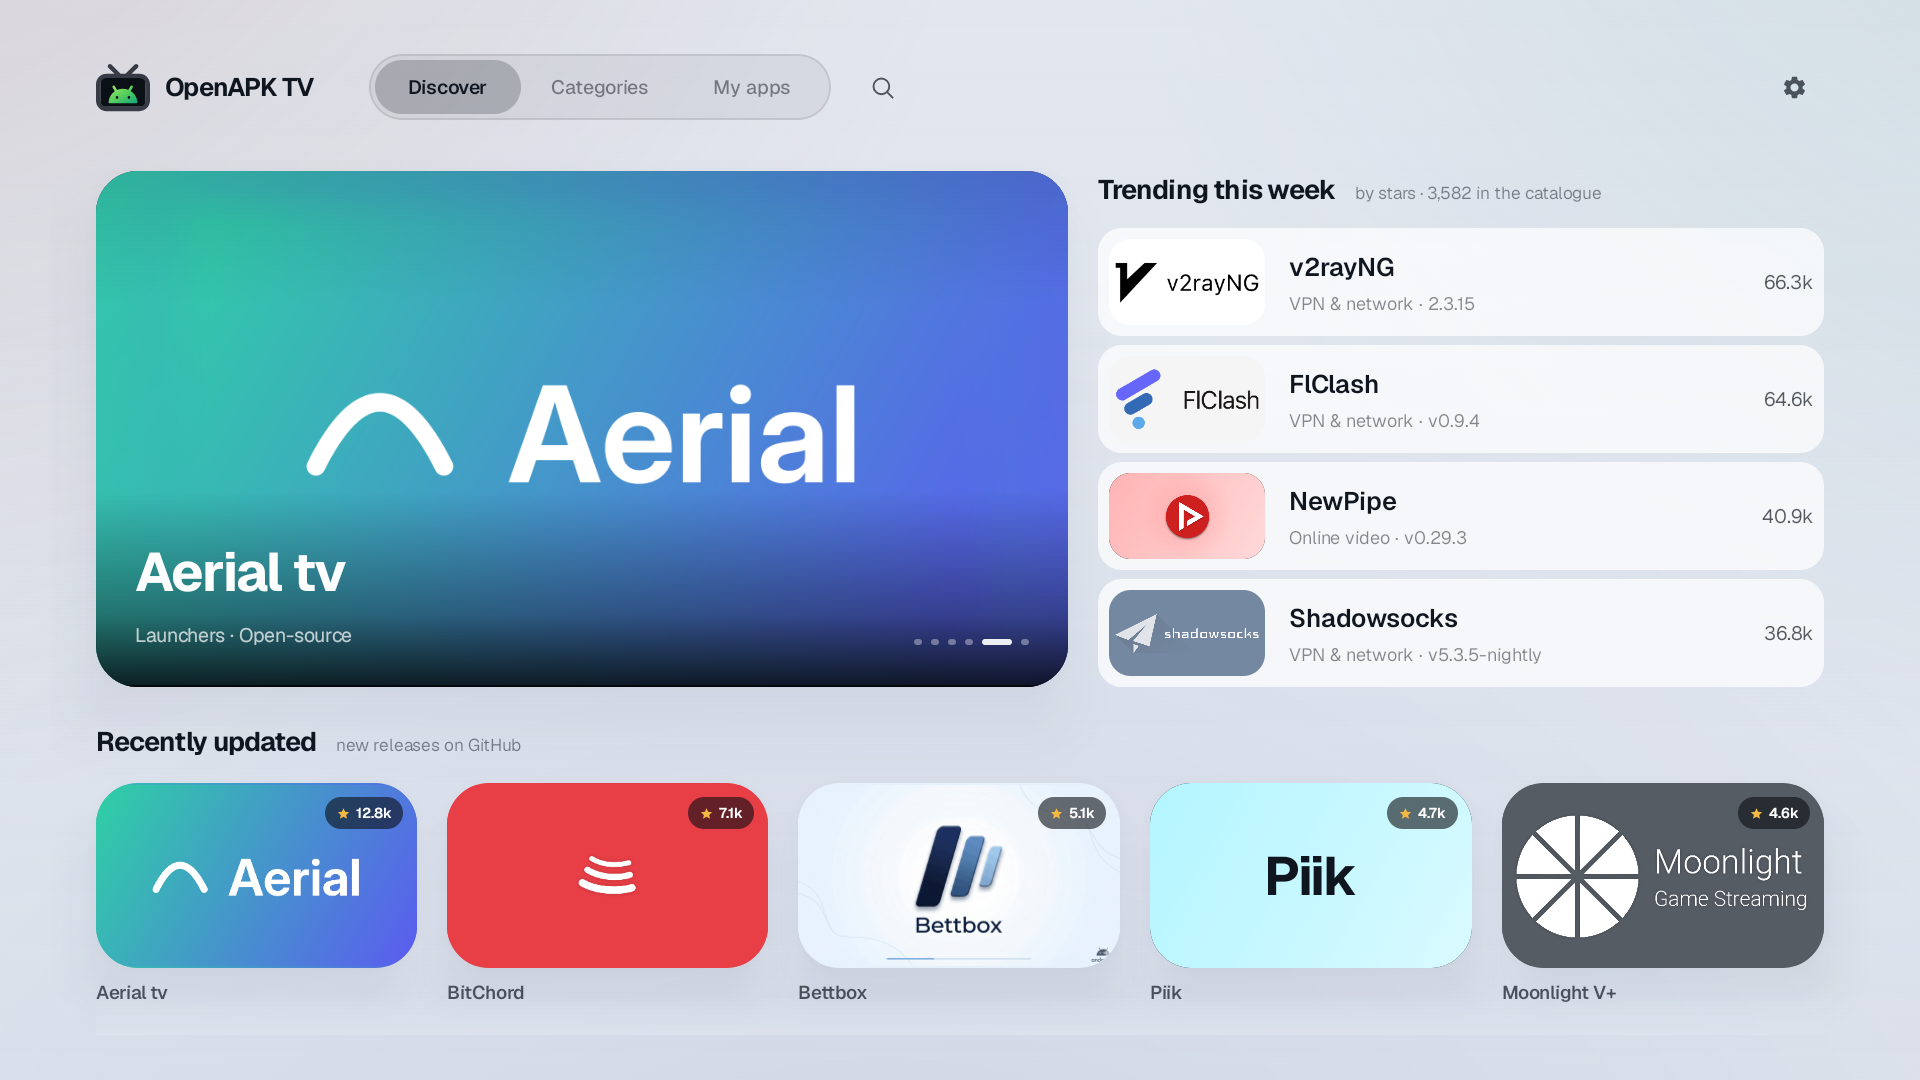 OpenAPK TV
Discover
Categories
My apps
Aerial
Aerial tv
Launchers · Open-source
Trending this week
by stars · 3,582 in the catalogue
v2rayNG
v2rayNG
VPN & network · 2.3.15
66.3k
FlClash
FlClash
VPN & network · v0.9.4
64.6k
NewPipe
Online video · v0.29.3
40.9k
shadowsocks
Shadowsocks
VPN & network · v5.3.5-nightly
36.8k
Recently updated
new releases on GitHub
12.8k
Aerial
Aerial tv
7.1k
BitChord
5.1k
Bettbox
Bettbox
4.7k
Piik
Piik
4.6k
Moonlight
Game Streaming
Moonlight V+